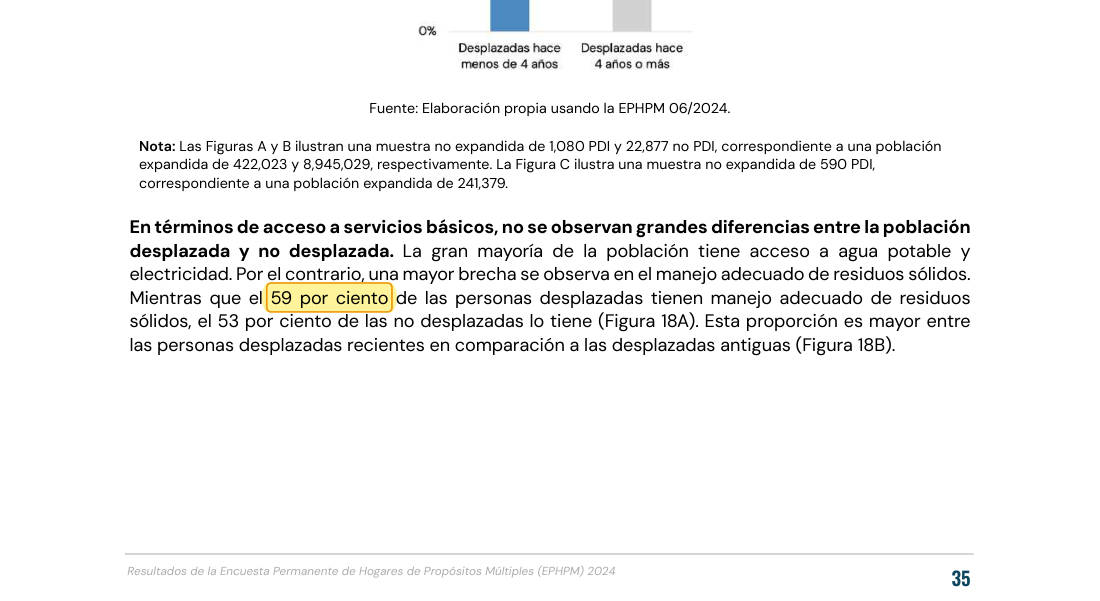 0%
Desplazadas hace
menos de 4 años
Desplazadas hace
4 años o más
Fuente: Elaboración propia usando la EPHPM 06/2024.
Nota: Las Figuras A y B ilustran una muestra no expandida de 1,080 PDI y 22,877 no PDI, correspondiente a una población
expandida de 422,023 y 8,945,029, respectivamente. La Figura C ilustra una muestra no expandida de 590 PDI,
correspondiente a una población expandida de 241,379.
En términos de acceso a servicios básicos, no se observan grandes diferencias entre la población
desplazada y no desplazada. La gran mayoría de la población tiene acceso a agua potable y
electricidad. Por el contrario, una mayor brecha se observa en el manejo adecuado de residuos sólidos.
Mientras que el 59 por ciento de las personas desplazadas tienen manejo adecuado de residuos
sólidos, el 53 por ciento de las no desplazadas lo tiene (Figura 18A). Esta proporción es mayor entre
las personas desplazadas recientes en comparación a las desplazadas antiguas (Figura 18B).
Resultados de la Encuesta Permanente de Hogares de Propósitos Múltiples (EPHPM) 2024
35